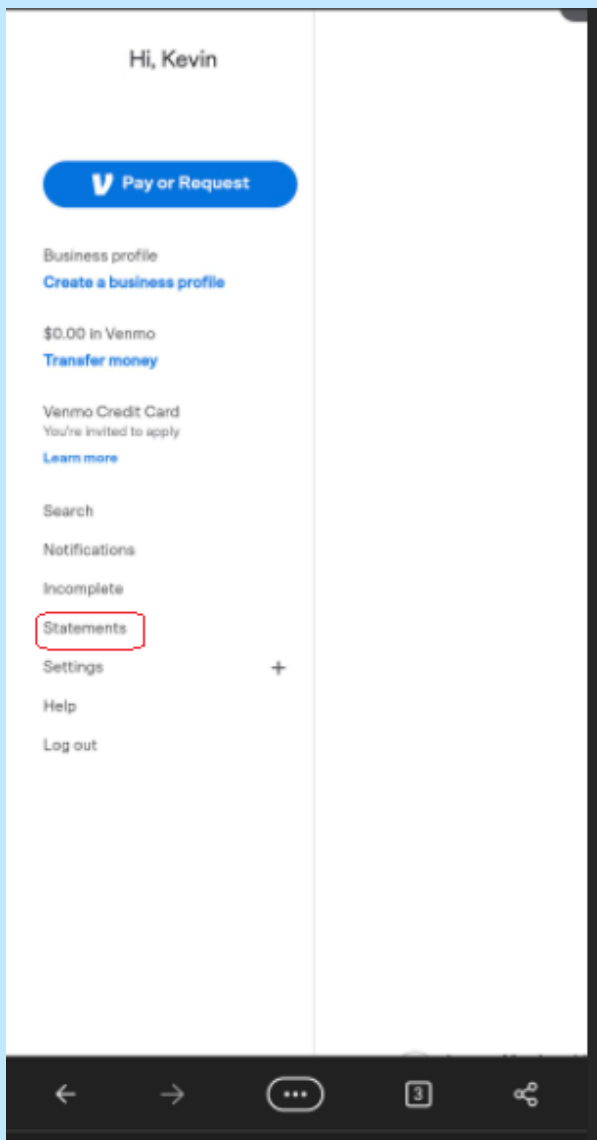 Hi, Kevin
Pay or Request
Business profile
Create a business profile
$0.00 in Venmo
Transfer money
Venmo Credit Card
You're invited to apply
Learn more
Search
Notifications
Incomplete
Statements
Settings +
Help
Log out
3